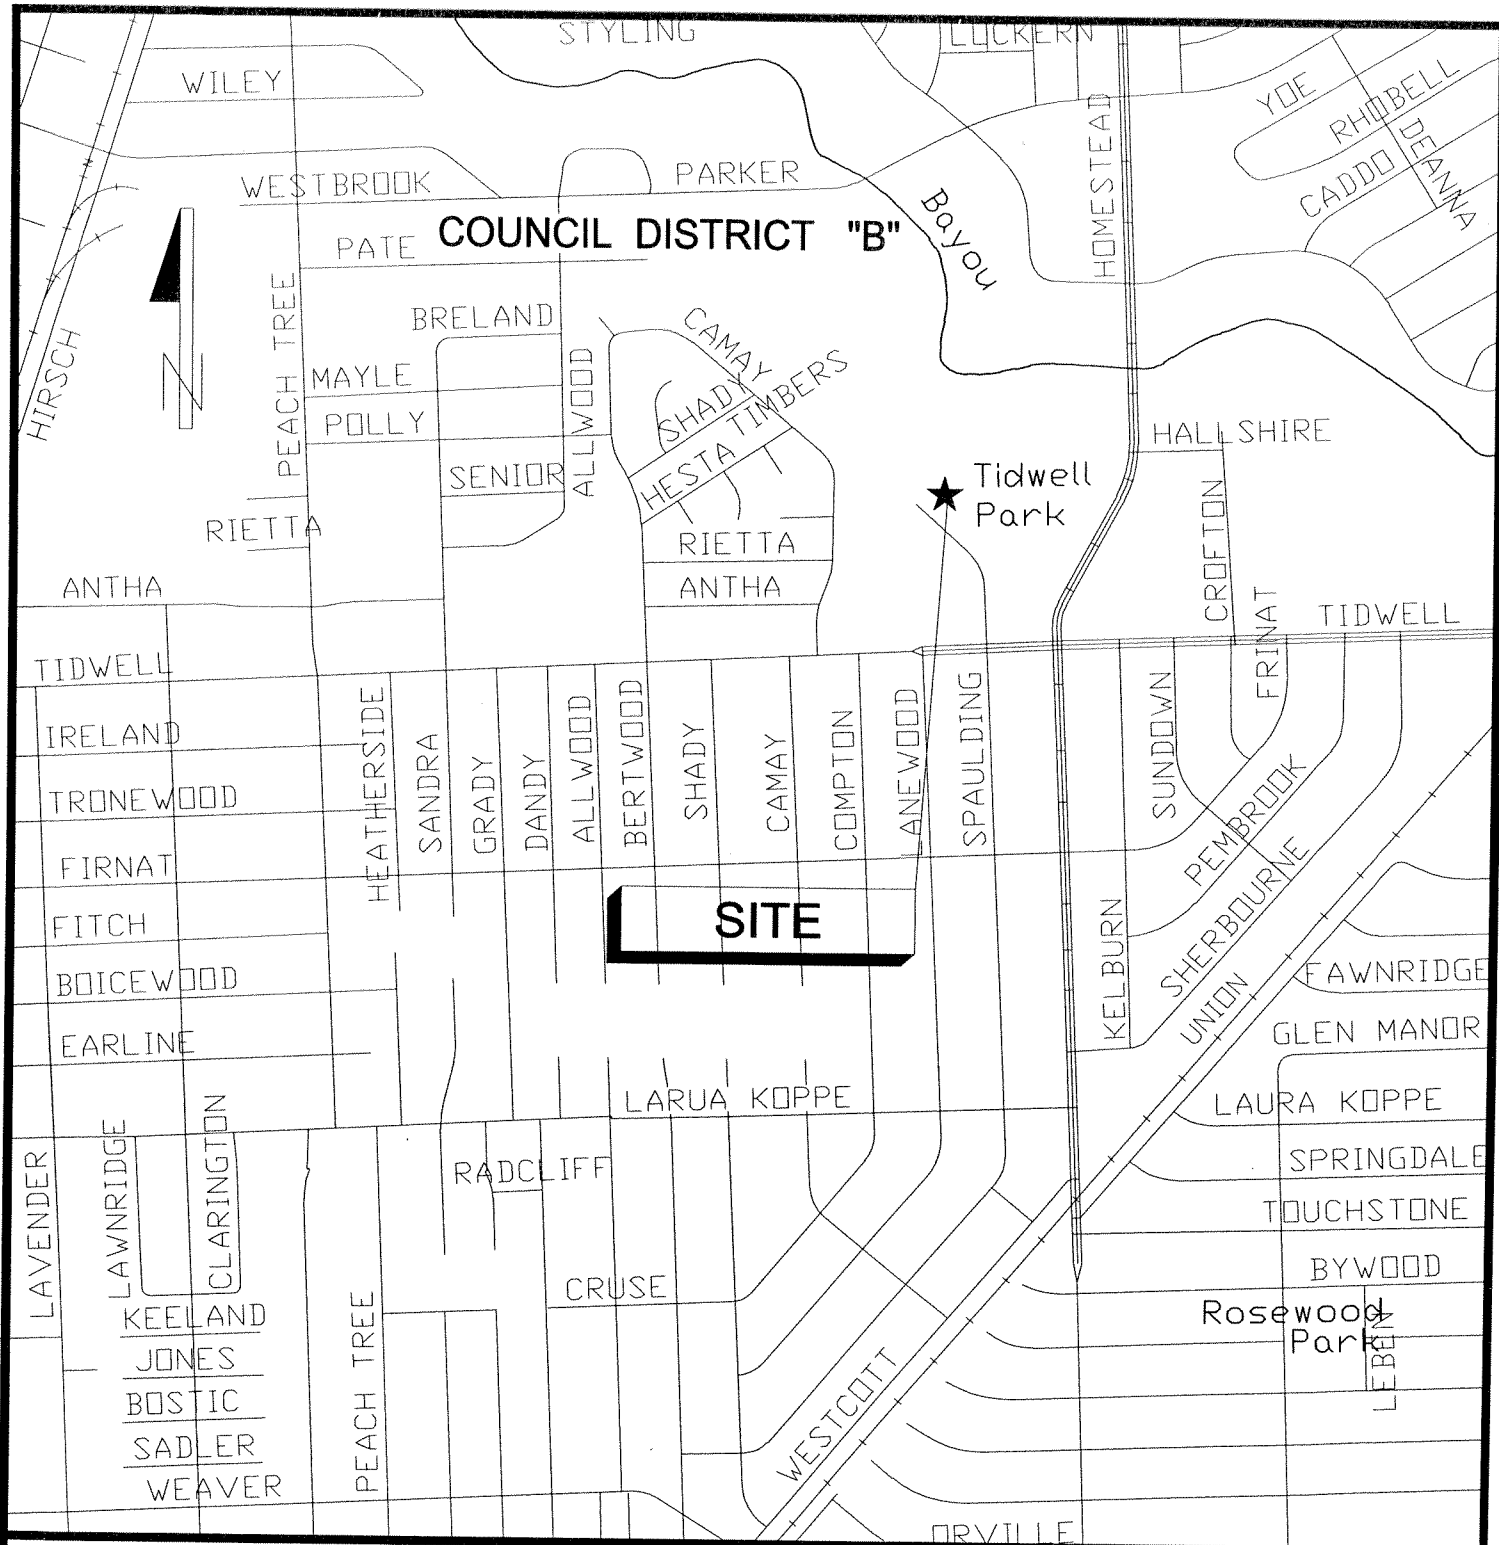 STYLING
LUCKERN
WILEY
YOE
RHOBELL
DEANNA
CADDO
HOMESTEAD
WESTBROOK
PARKER
COUNCIL DISTRICT "B"
PATE
Bayou
PEACH TREE
BRELAND
CAMAY
HIRSCH
N
MAYLE
ALLWOOD
SHADY
TIMBERS
POLLY
HESTA
HALLSHIRE
SENIOR
Tidwell
Park
CROFTON
RIETTA
RIETTA
ANTHA
ANTHA
FRINAT
TIDWELL
TIDWELL
IRELAND
HEATHERSIDE
SANDRA
GRADY
DANDY
ALLWOOD
BERTWOOD
SHADY
CAMAY
COMPTON
ANEWOOD
SPAULDING
SUNDOWN
TRONEWOOD
PEMBROOK
FIRNAT
SHERBOURNE
SITE
FITCH
KELBURN
BOICEWOOD
FAWNRIDGE
UNION
EARLINE
GLEN MANOR
LARUA KOPPE
LAURA KOPPE
LAVENDER
LAWNRIDGE
CLARINGTON
RADCLIFF
SPRINGDALE
TOUCHSTONE
CRUSE
BYWOOD
KEELAND
Rosewood
Park
LEBEN
JONES
PEACH TREE
WESTCOTT
BOSTIC
SADLER
WEAVER
ORVILLE